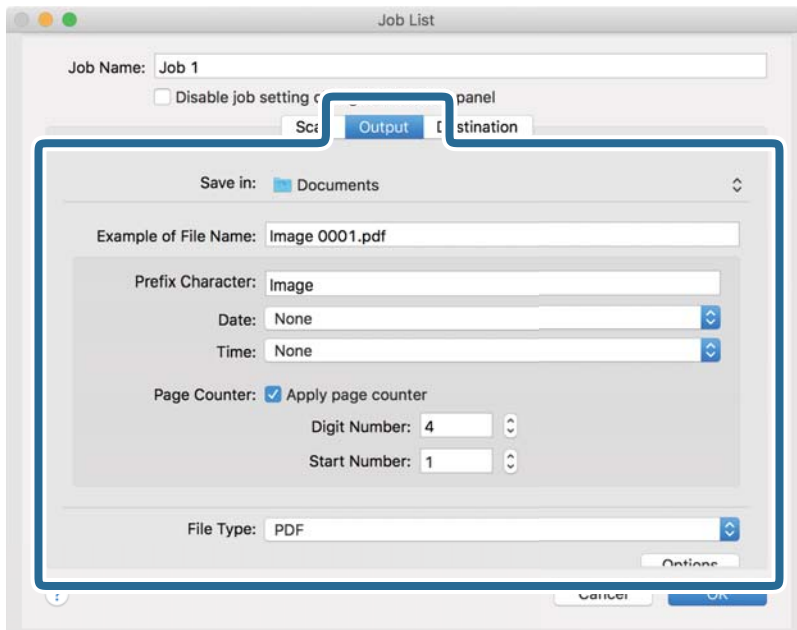 Job List
Job Name: Job 1
Disable job setting panel
Output
Save in: Documents
Example of File Name: Image 0001.pdf
Prefix Character: Image
Date: None
Time: None
Page Counter: Apply page counter
Digit Number: 4
Start Number: 1
File Type: PDF
Options
Cancel OK